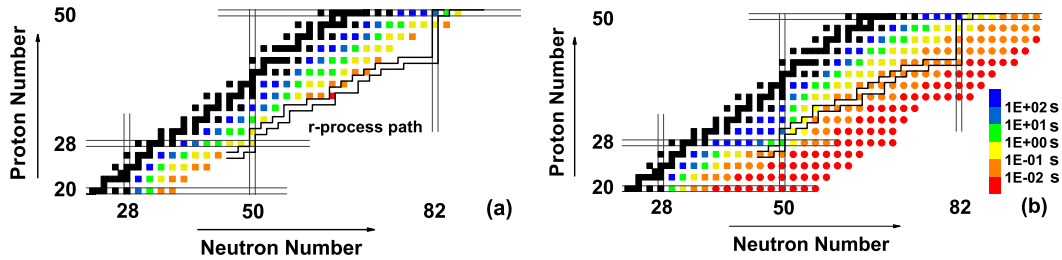 50
28
20
Proton Number
28
50
82
Neutron Number
r-process path
(a)
50
28
20
Proton Number
28
50
82
Neutron Number
1E+02 s
1E+01 s
1E+00 s
1E-01 s
1E-02 s
(b)